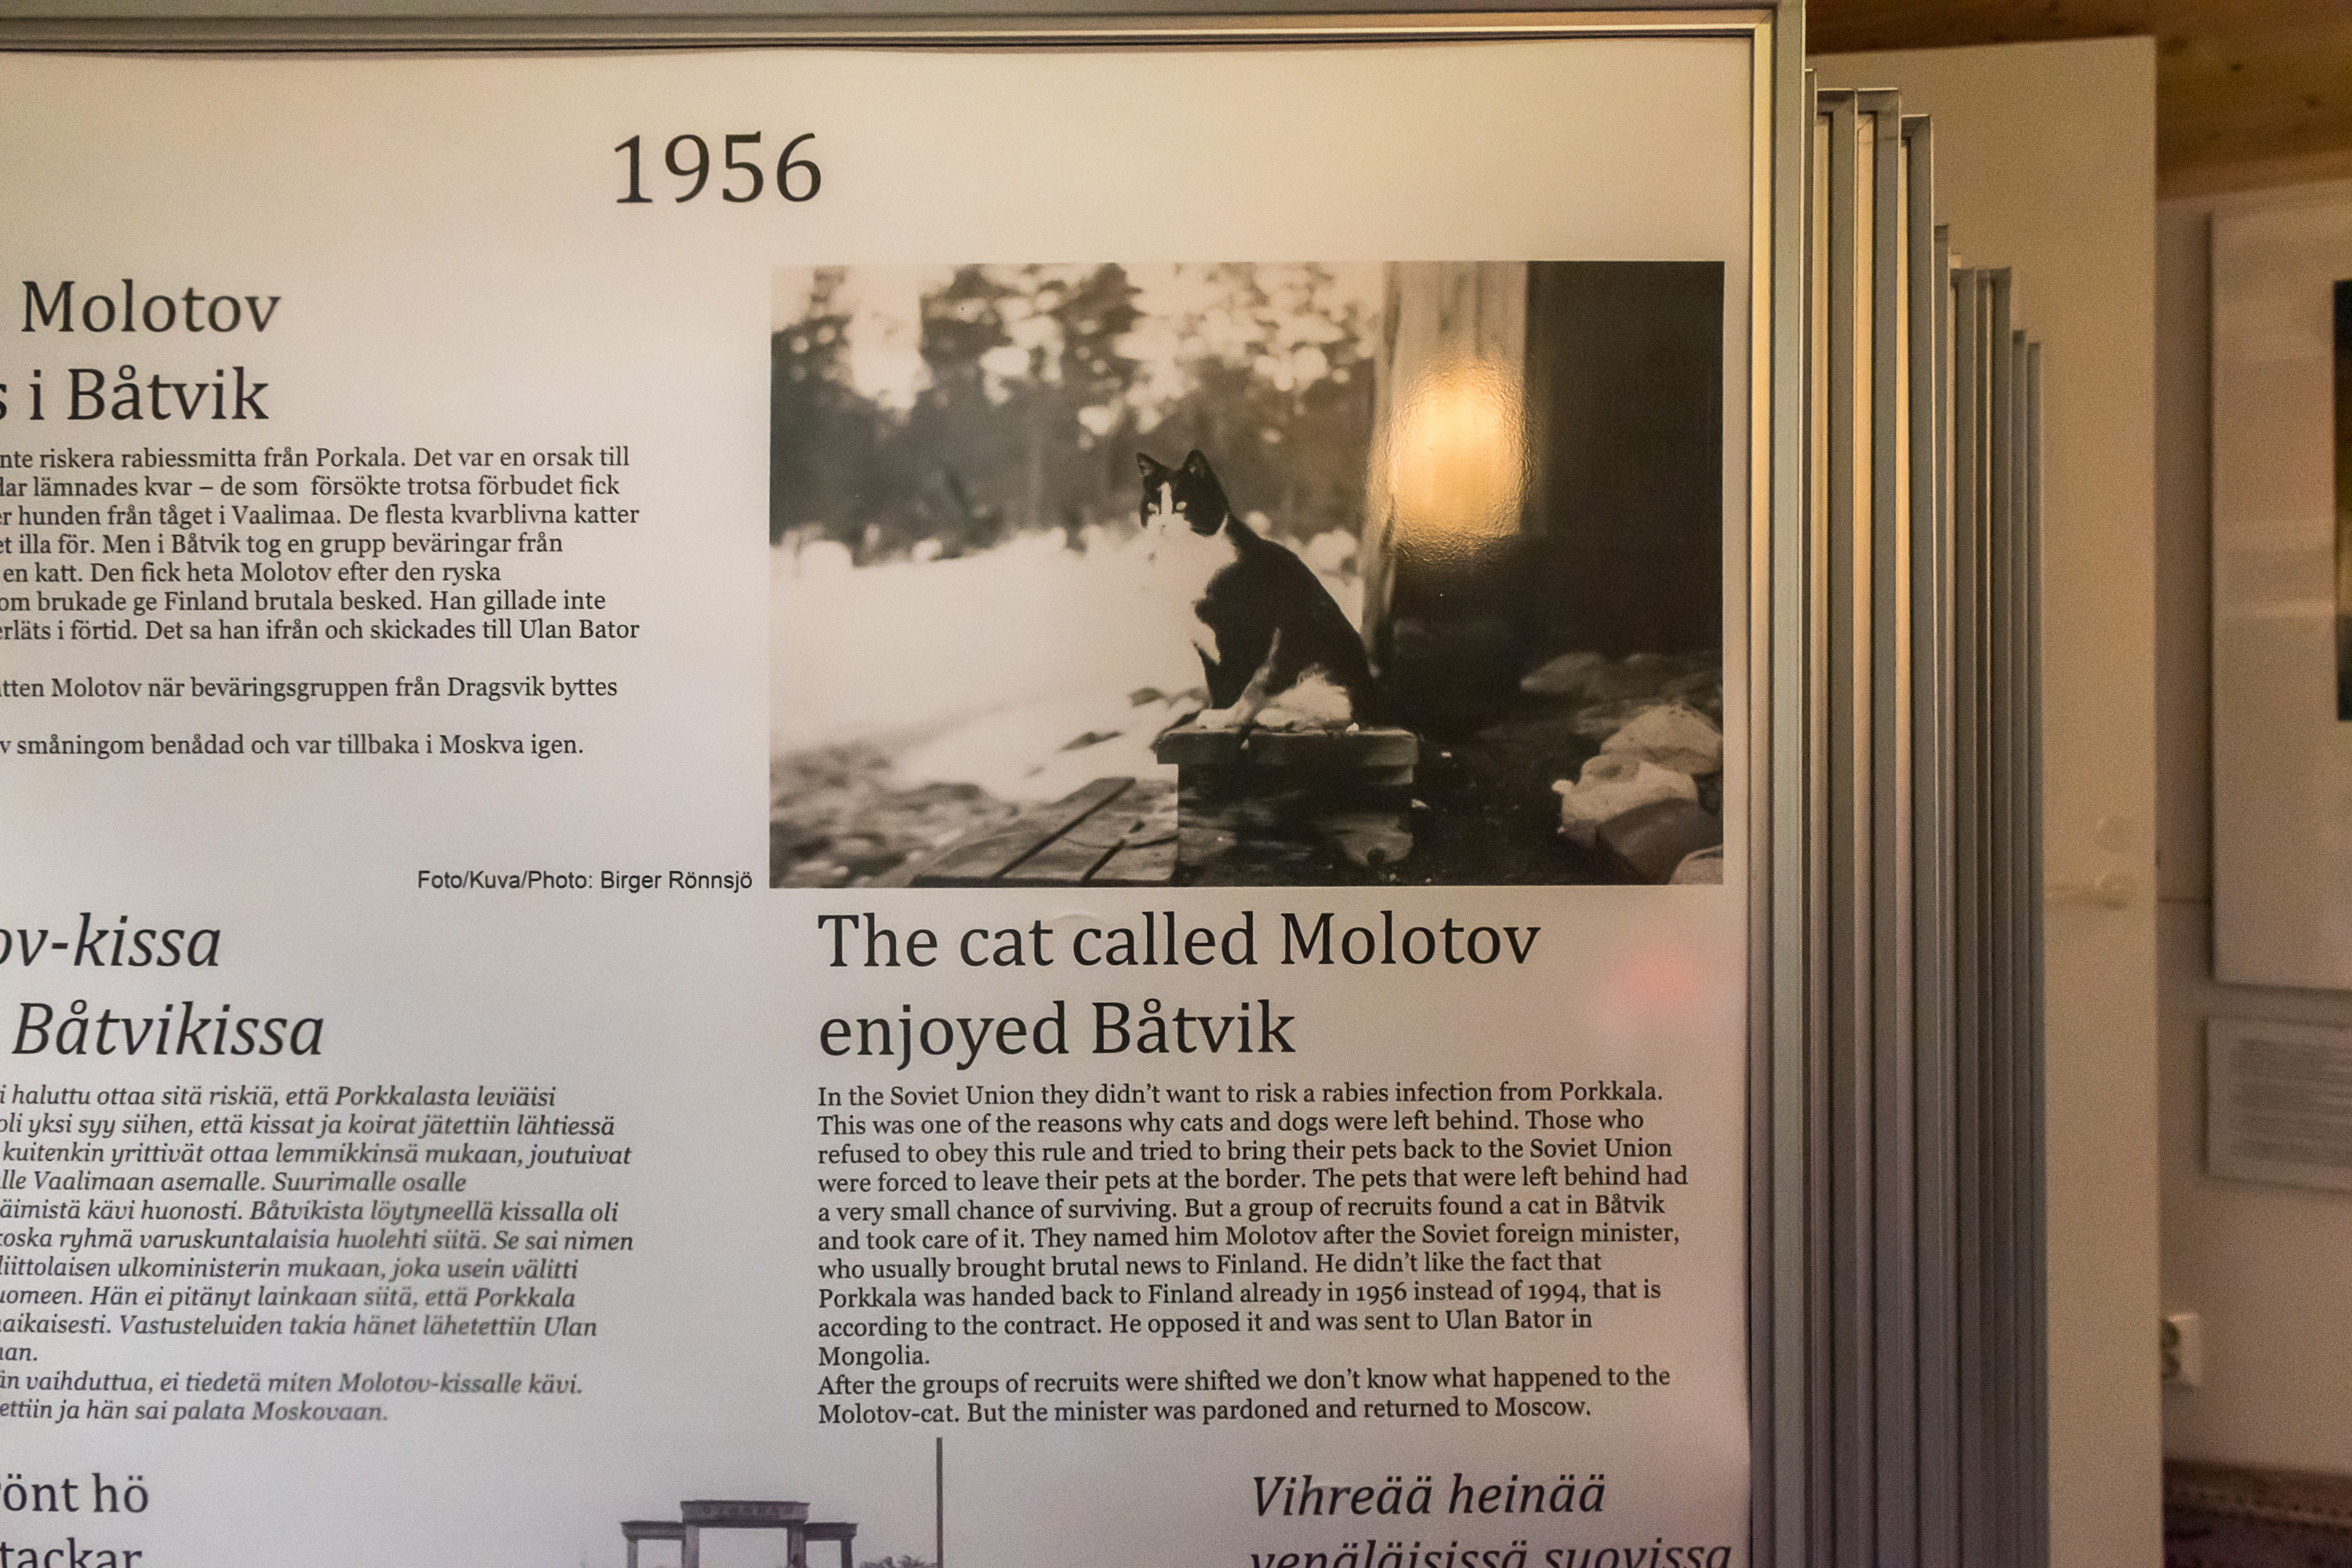 1956
Molotov
i Båtvik
riskera rabiessmitta från Porkala. Det var en orsak till
lämnades kvar – de som försökte trotsa förbudet fick
hunden från tåget i Vaalimaa. De flesta kvarblivna katter
illa för. Men i Båtvik tog en grupp beväringar från
en katt. Den fick heta Molotov efter den ryska
brukade ge Finland brutala besked. Han gillade inte
i förtid. Det sa han ifrån och skickades till Ulan Bator
Molotov när beväringsgruppen från Dragsvik byttes
småningom benådad och var tillbaka i Moskva igen.
Foto/Kuva/Photo: Birger Rönnsjö
ov-kissa
Båtvikissa
haluttu ottaa sitä riskiä, että Porkkalasta leviäisi
oli yksi syy siihen, että kissat ja koirat jätettiin lähtiessä
kuitenkin yrittivät ottaa lemmikkinsä mukaan, joutuivat
lle Vaalimaan asemalle. Suurimalle osalle
äimistä kävi huonosti. Båtvikista löytyneellä kissalla oli
koska ryhmä varuskuntalaisia huolehti siitä. Se sai nimen
liittolaisen ulkoministerin mukaan, joka usein välitti
uomeen. Hän ei pitänyt lainkaan siitä, että Porkkala
aikaisesti. Vastusteluiden takia hänet lähetettiin Ulan
an.
än vaihduttua, ei tiedetä miten Molotov-kissalle kävi.
ettiin ja hän sai palata Moskovaan.
The cat called Molotov
enjoyed Båtvik
In the Soviet Union they didn't want to risk a rabies infection from Porkkala.
This was one of the reasons why cats and dogs were left behind. Those who
refused to obey this rule and tried to bring their pets back to the Soviet Union
were forced to leave their pets at the border. The pets that were left behind had
a very small chance of surviving. But a group of recruits found a cat in Båtvik
and took care of it. They named him Molotov after the Soviet foreign minister,
who usually brought brutal news to Finland. He didn't like the fact that
Porkkala was handed back to Finland already in 1956 instead of 1994, that is
according to the contract. He opposed it and was sent to Ulan Bator in
Mongolia.
After the groups of recruits were shifted we don't know what happened to the
Molotov-cat. But the minister was pardoned and returned to Moscow.
önt hö
tackar
Vihreää heinää
venäläisissä suovissa